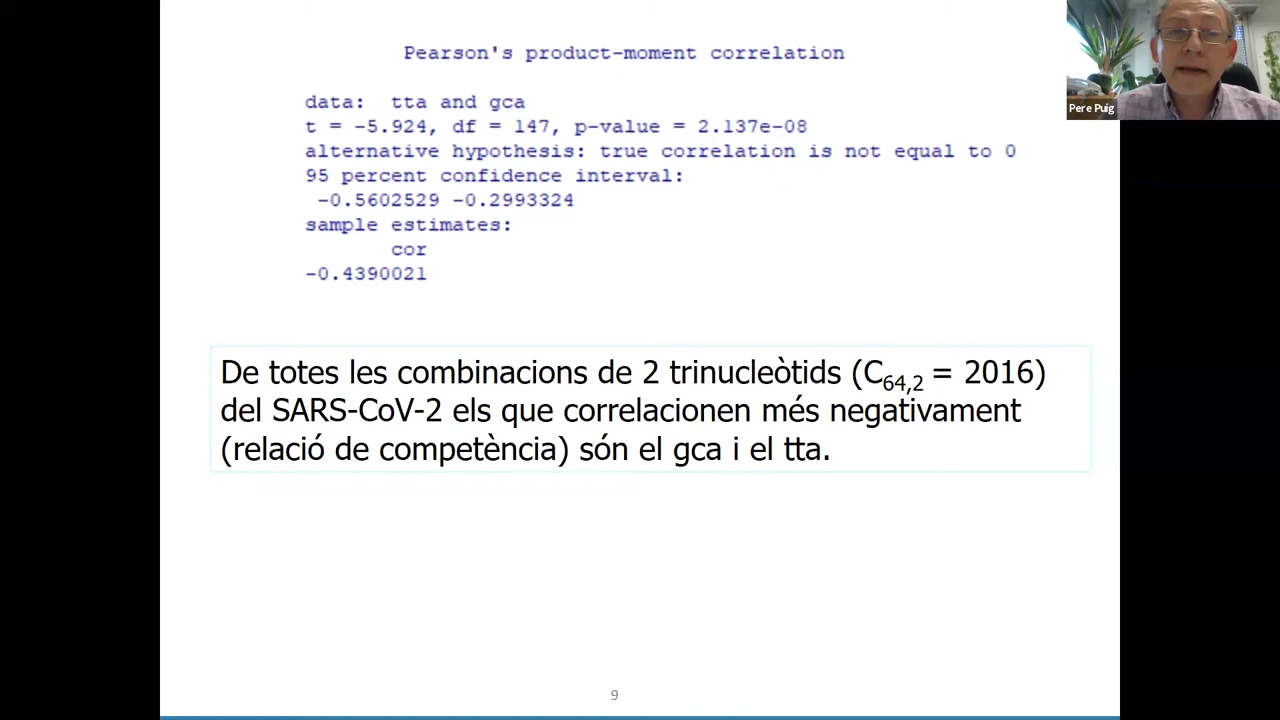 Pearson's product-moment correlation
data:  tta and gca
t = -5.924, df = 147, p-value = 2.137e-08
alternative hypothesis: true correlation is not equal to 0
95 percent confidence interval:
-0.5602529 -0.2993324
sample estimates:
cor
-0.4390021
Pere Puig
De totes les combinacions de 2 trinucleòtids (C64,2 = 2016)
del SARS-CoV-2 els que correlacionen més negativament
(relació de competència) són el gca i el tta.
9